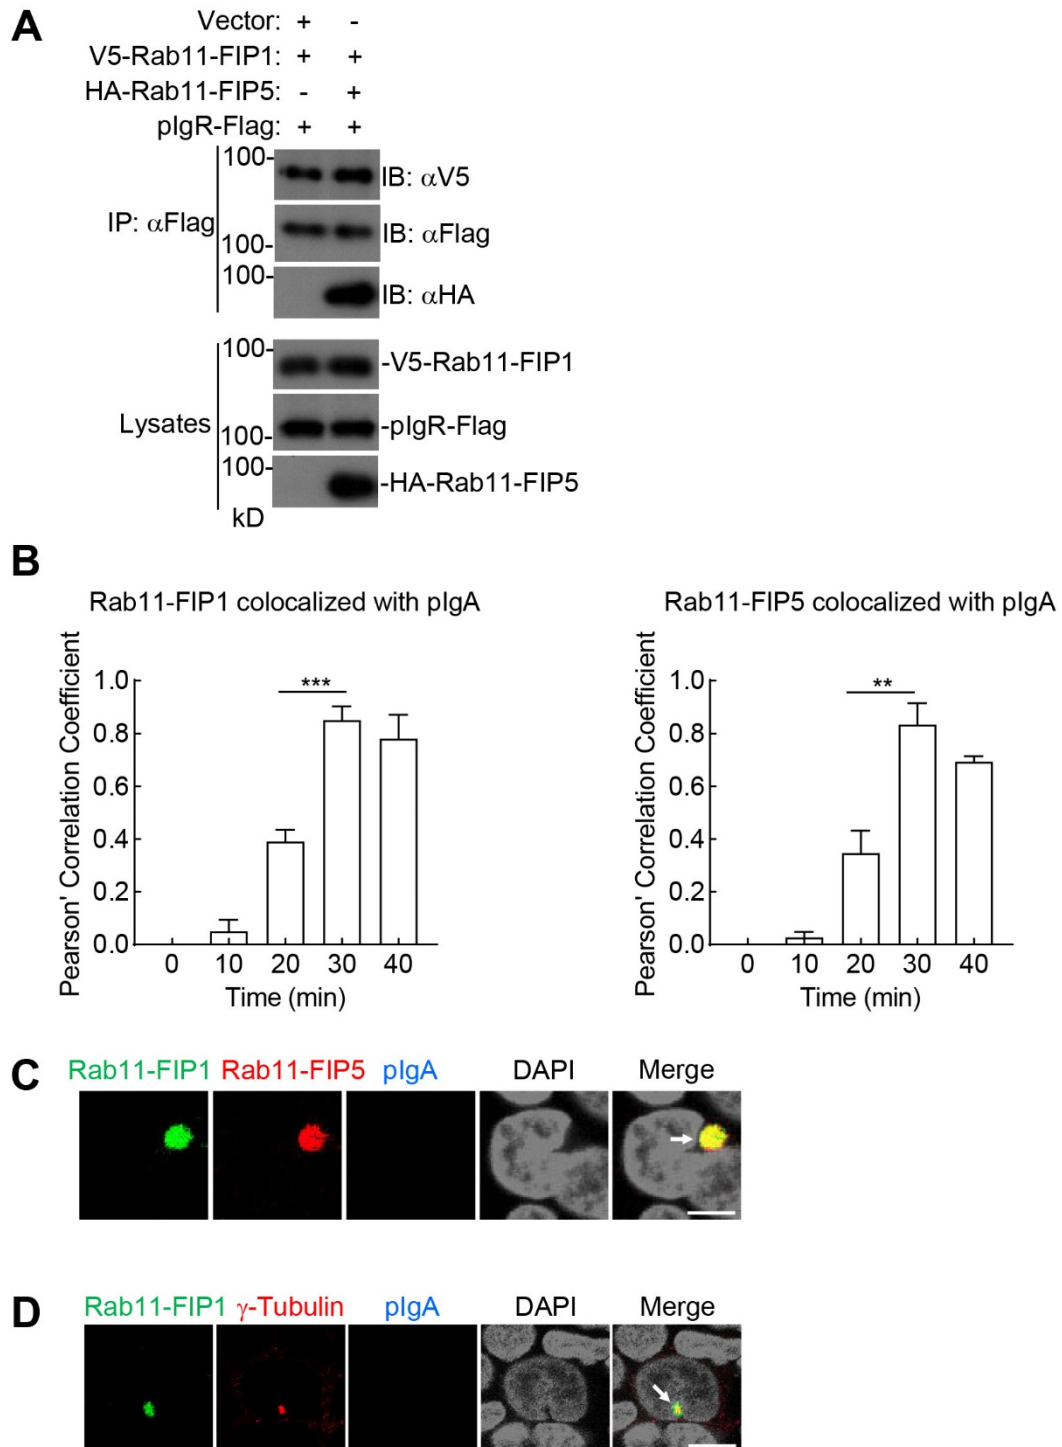 A
Vector: + -
V5-Rab11-FIP1: + +
HA-Rab11-FIP5: - +
pIgR-Flag: + +
IP: αFlag
100-
IB: αV5
100-
IB: αFlag
100-
IB: αHA
Lysates
100-
-V5-Rab11-FIP1
100-
-pIgR-Flag
100-
-HA-Rab11-FIP5
kD
B
Rab11-FIP1 colocalized with pIgA
Pearson' Correlation Coefficient
1.0
0.8
0.6
0.4
0.2
0.0
***
0 10 20 30 40
Time (min)
Rab11-FIP5 colocalized with pIgA
Pearson' Correlation Coefficient
1.0
0.8
0.6
0.4
0.2
0.0
**
0 10 20 30 40
Time (min)
C
Rab11-FIP1 Rab11-FIP5 pIgA DAPI Merge
D
Rab11-FIP1 γ-Tubulin pIgA DAPI Merge